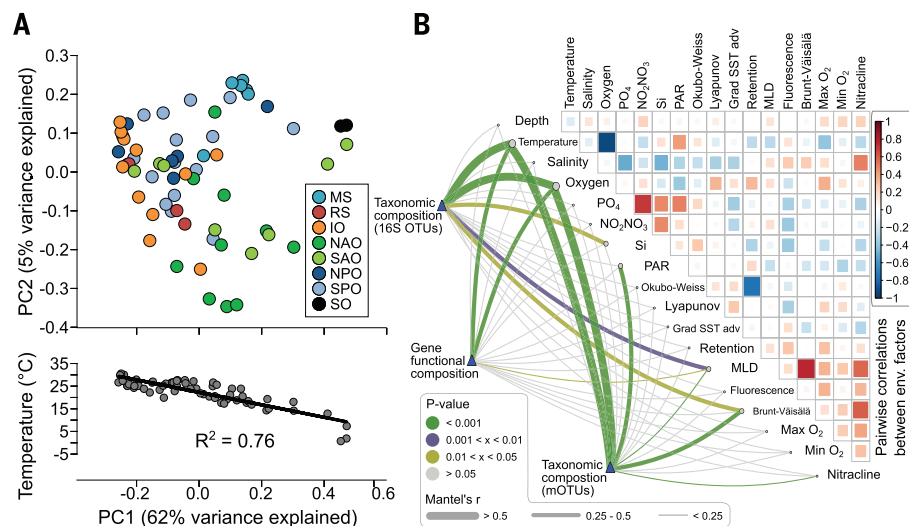 A
0.3
0.2
0.1
0.0
-0.1
-0.2
-0.3
-0.4
PC2 (5% variance explained)
MS
RS
IO
NAO
SAO
NPO
SPO
SO
35
25
15
5
-5
Temperature (°C)
R² = 0.76
-0.2
0.0
0.2
0.4
0.6
PC1 (62% variance explained)
B
Temperature
Salinity
Oxygen
PO₄
NO₂NO₃
Si
PAR
Okubo-Weiss
Lyapunov
Grad SST adv
Retention
MLD
Fluorescence
Brunt-Väisälä
Max O₂
Min O₂
Nitracline
Depth
Temperature
Salinity
Oxygen
PO₄
NO₂NO₃
Si
PAR
Okubo-Weiss
Lyapunov
Grad SST adv
Retention
MLD
Fluorescence
Brunt-Väisälä
Max O₂
Min O₂
Nitracline
Taxonomic
composition
(16S OTUs)
Gene
functional
composition
Taxonomic
compostion
(mOTUs)
1
0.8
0.6
0.4
0.2
0
−0.2
−0.4
−0.6
−0.8
−1
Pairwise correlations
between env. factors
P-value
< 0.001
0.001 < x < 0.01
0.01 < x < 0.05
> 0.05
Mantel's r
> 0.5
0.25 - 0.5
< 0.25